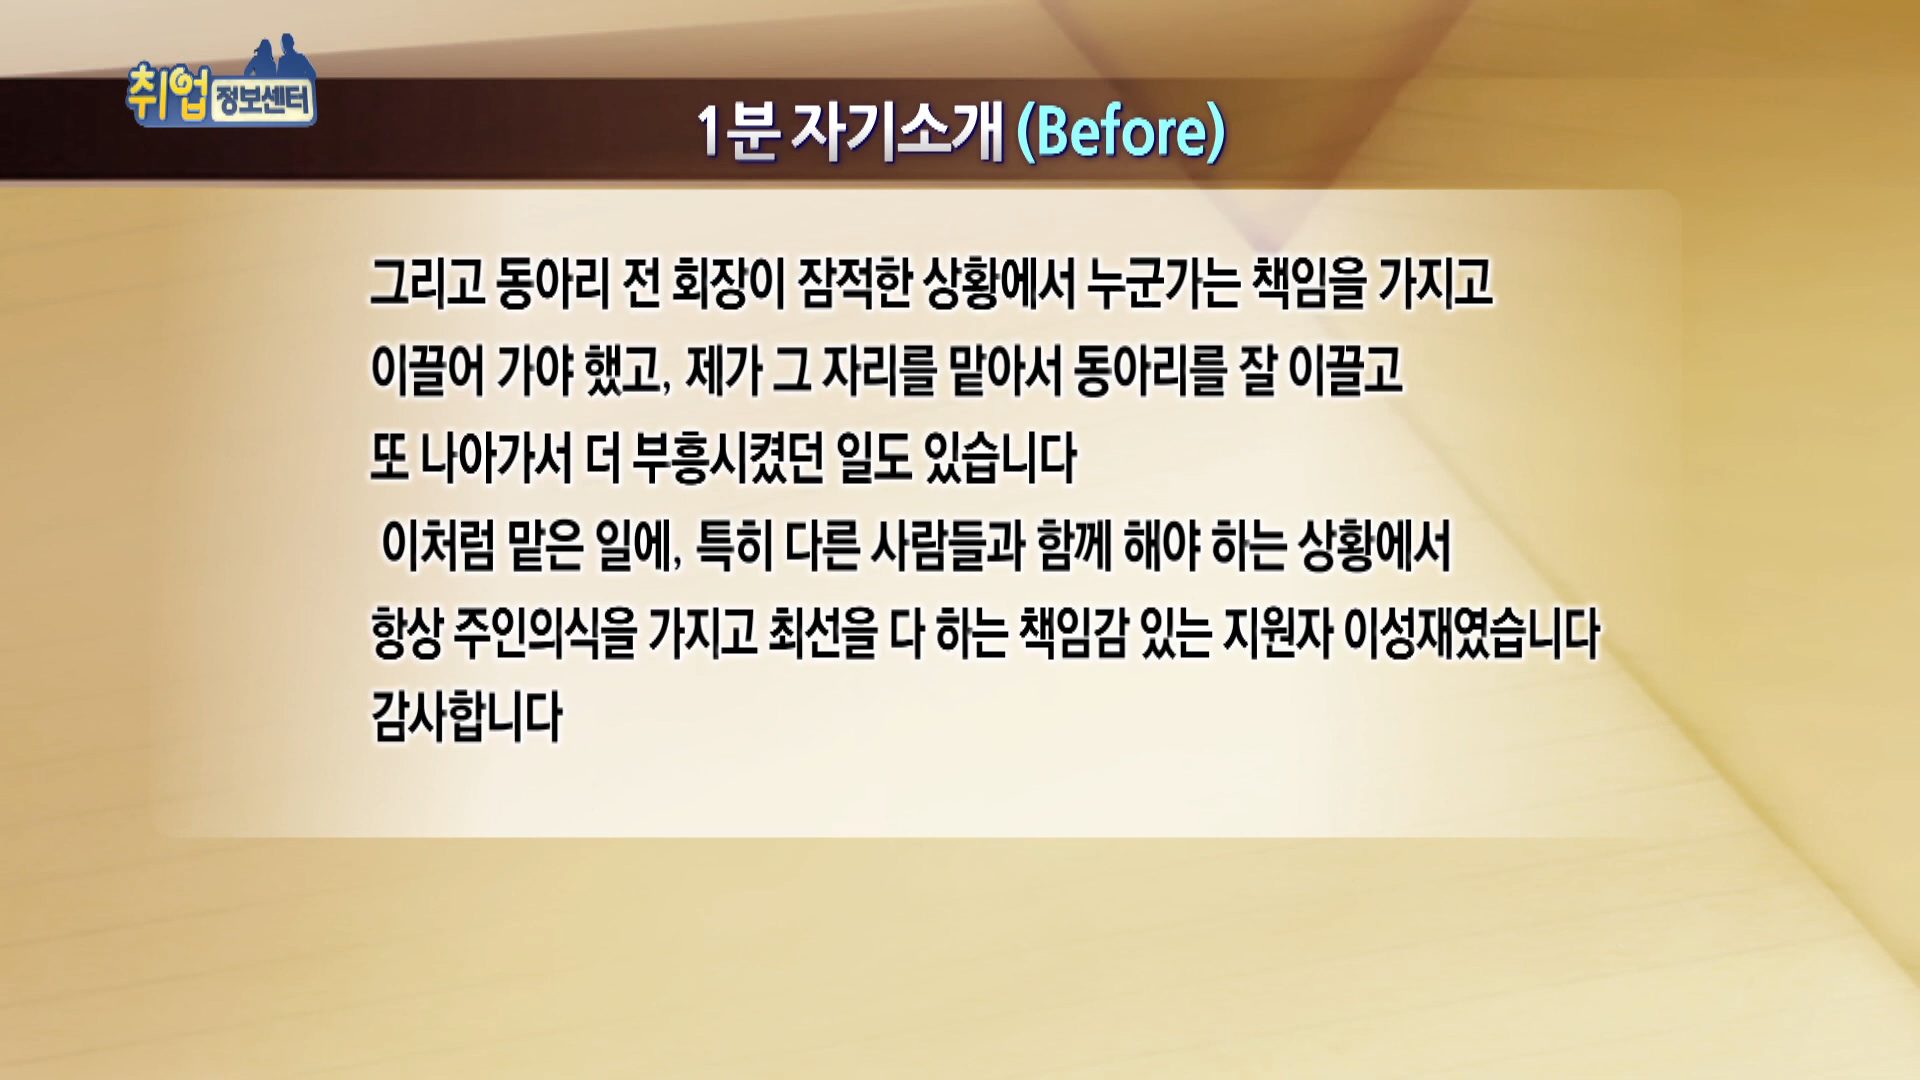 취업 정보센터
1분 자기소개 (Before)
그리고 동아리 전 회장이 잠적한 상황에서 누군가는 책임을 가지고
이끌어 가야 했고, 제가 그 자리를 맡아서 동아리를 잘 이끌고
또 나아가서 더 부흥시켰던 일도 있습니다
이처럼 맡은 일에, 특히 다른 사람들과 함께 해야 하는 상황에서
항상 주인의식을 가지고 최선을 다 하는 책임감 있는 지원자 이성재였습니다
감사합니다